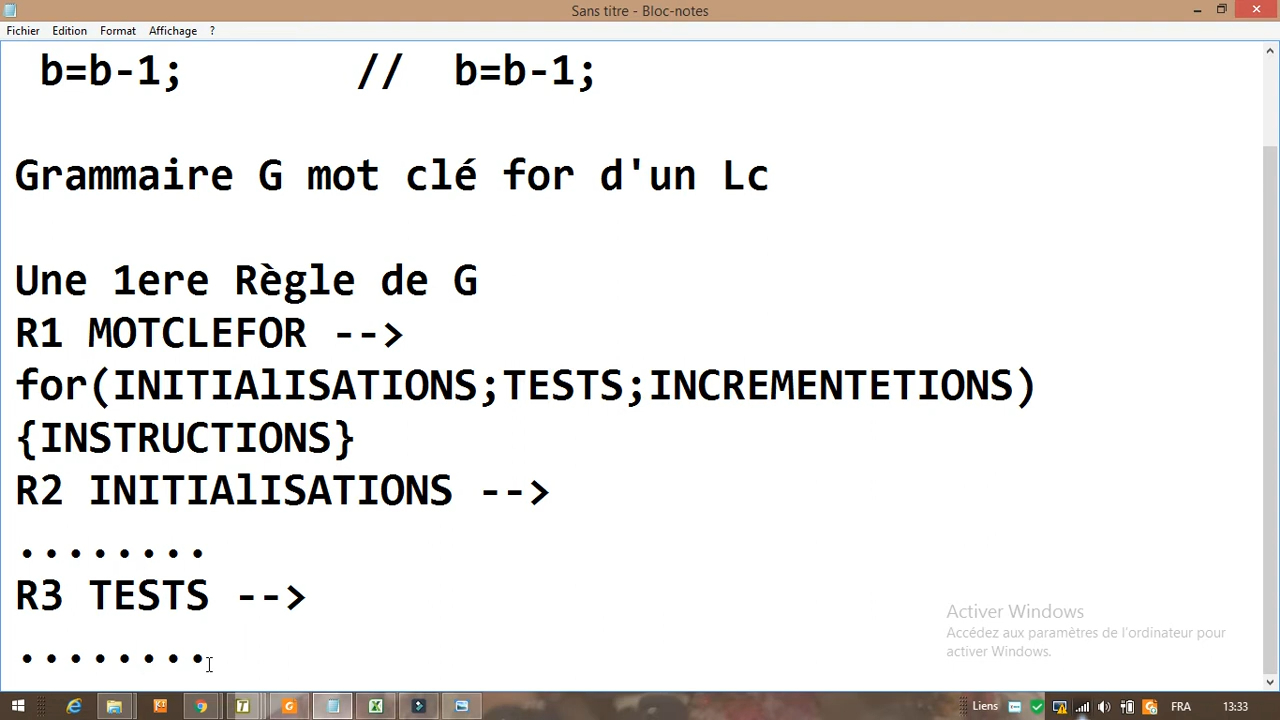 Sans titre - Bloc-notes
Fichier Edition Format Affichage ?
b=b-1; // b=b-1;
Grammaire G mot clé for d'un Lc
Une 1ere Règle de G
R1 MOTCLEFOR -->
for(INITIAlISATIONS;TESTS;INCREMENTETIONS)
{INSTRUCTIONS}
R2 INITIAlISATIONS -->
........
R3 TESTS -->
........
Activer Windows
Accédez aux paramètres de l'ordinateur pour
activer Windows.
Liens FRA 13:33